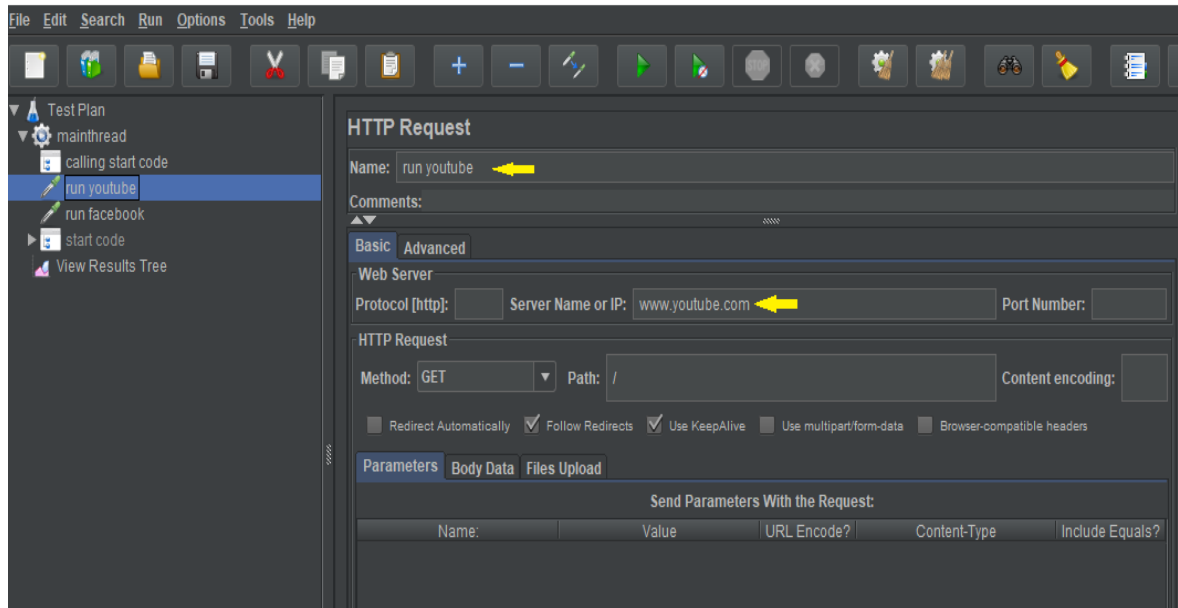 File Edit Search Run Options Tools Help
STOP
Test Plan
mainthread
calling start code
run youtube
run facebook
start code
View Results Tree
HTTP Request
Name: run youtube
Comments:
Basic Advanced
Web Server
Protocol [http]: Server Name or IP: www.youtube.com Port Number:
HTTP Request
Method: GET Path: / Content encoding:
Redirect Automatically Follow Redirects Use KeepAlive Use multipart/form-data Browser-compatible headers
Parameters Body Data Files Upload
Send Parameters With the Request:
Name: Value URL Encode? Content-Type Include Equals?